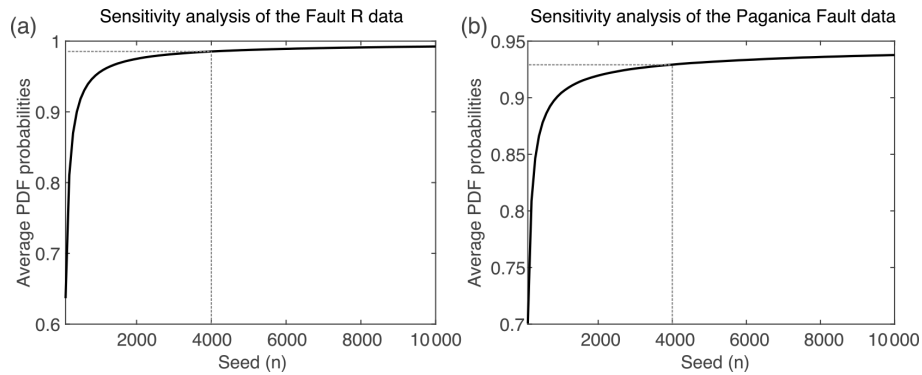 Sensitivity analysis of the Fault R data
(a)
1
0.9
0.8
0.7
0.6
Average PDF probabilities
2000 4000 6000 8000 10000
Seed (n)
Sensitivity analysis of the Paganica Fault data
(b)
0.95
0.9
0.85
0.8
0.75
0.7
Average PDF probabilities
2000 4000 6000 8000 10000
Seed (n)